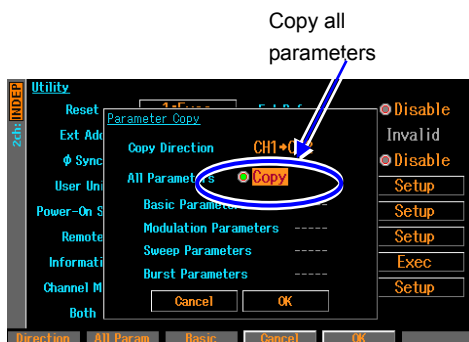 Copy all
parameters
2ch: INDEP
Utility
Reset
Disable
Parameter Copy
Ext Add
Invalid
Copy Direction CH1→
φ Sync
Disable
All Parameters Copy
User Uni
Setup
Basic Parameters -----
Power-On S
Setup
Modulation Parameters -----
Remote
Setup
Sweep Parameters -----
Informati
Exec
Burst Parameters -----
Channel M
Setup
Cancel OK
Both
Direction All Param Basic Cancel OK